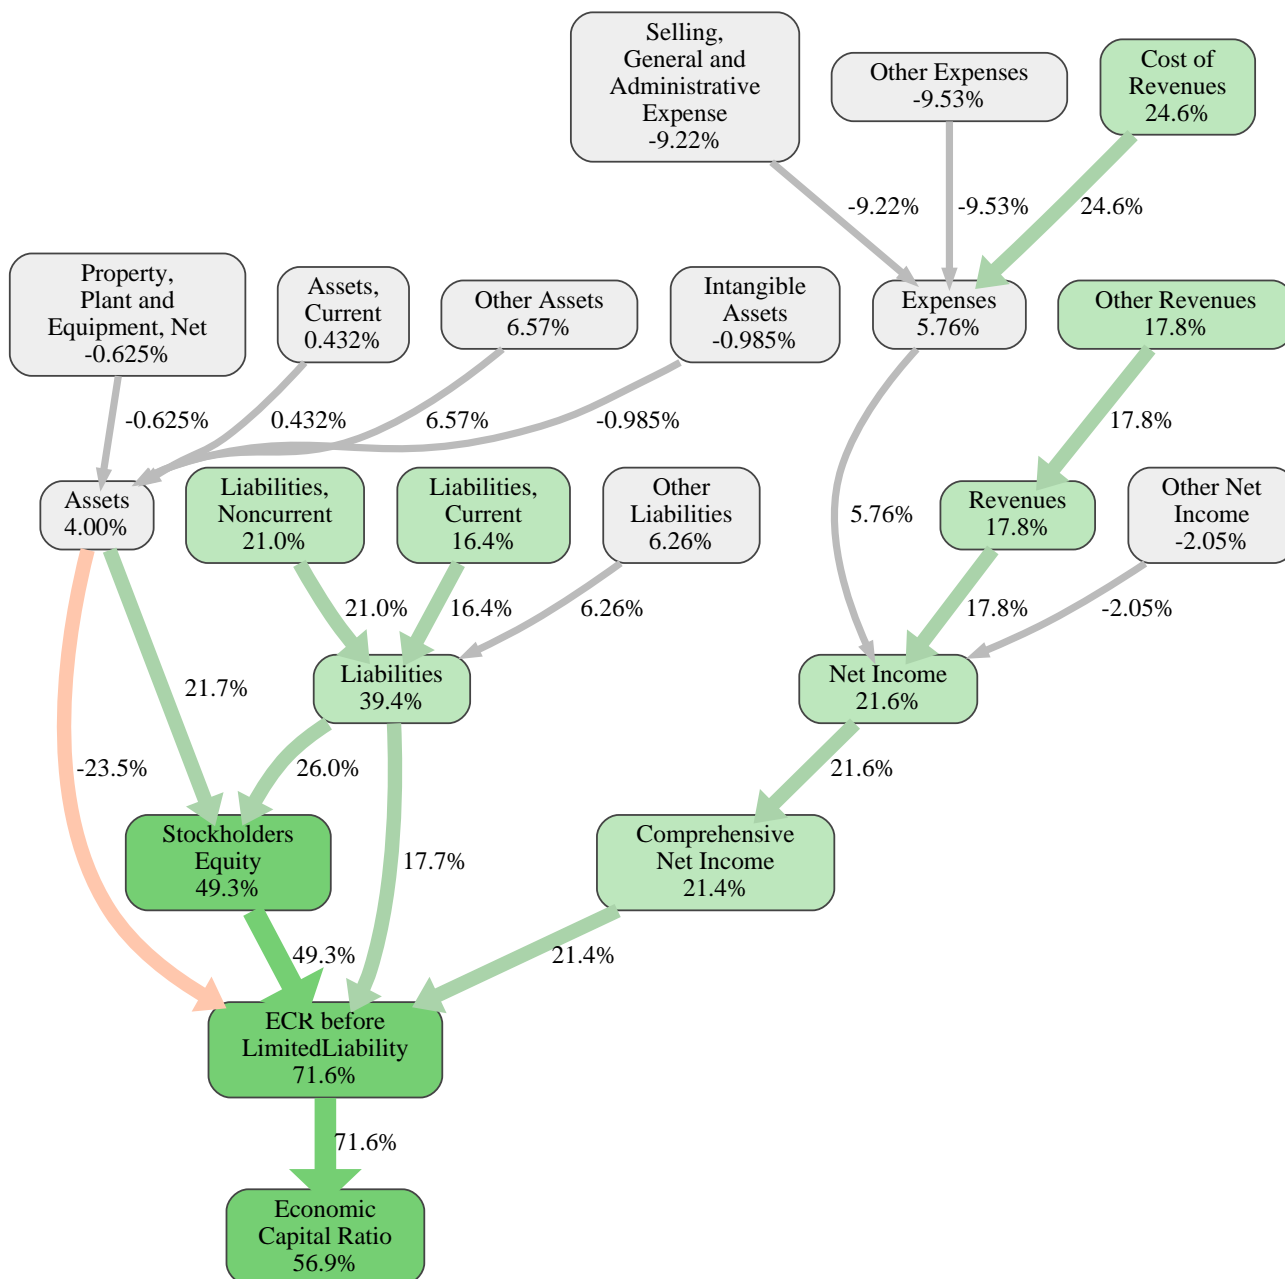 Selling,
General and
Administrative
Expense
-9.22%
Other Expenses
-9.53%
Cost of
Revenues
24.6%
-9.22%
-9.53%
24.6%
Property,
Plant and
Equipment, Net
-0.625%
Assets,
Current
0.432%
Other Assets
6.57%
Intangible
Assets
-0.985%
Expenses
5.76%
Other Revenues
17.8%
-0.625%
0.432%
6.57%
-0.985%
17.8%
Assets
4.00%
Liabilities,
Noncurrent
21.0%
Liabilities,
Current
16.4%
Other
Liabilities
6.26%
5.76%
Revenues
17.8%
Other Net
Income
-2.05%
21.0%
16.4%
6.26%
17.8%
-2.05%
21.7%
Liabilities
39.4%
Net Income
21.6%
-23.5%
26.0%
21.6%
Stockholders
Equity
49.3%
17.7%
Comprehensive
Net Income
21.4%
49.3%
21.4%
ECR before
LimitedLiability
71.6%
71.6%
Economic
Capital Ratio
56.9%